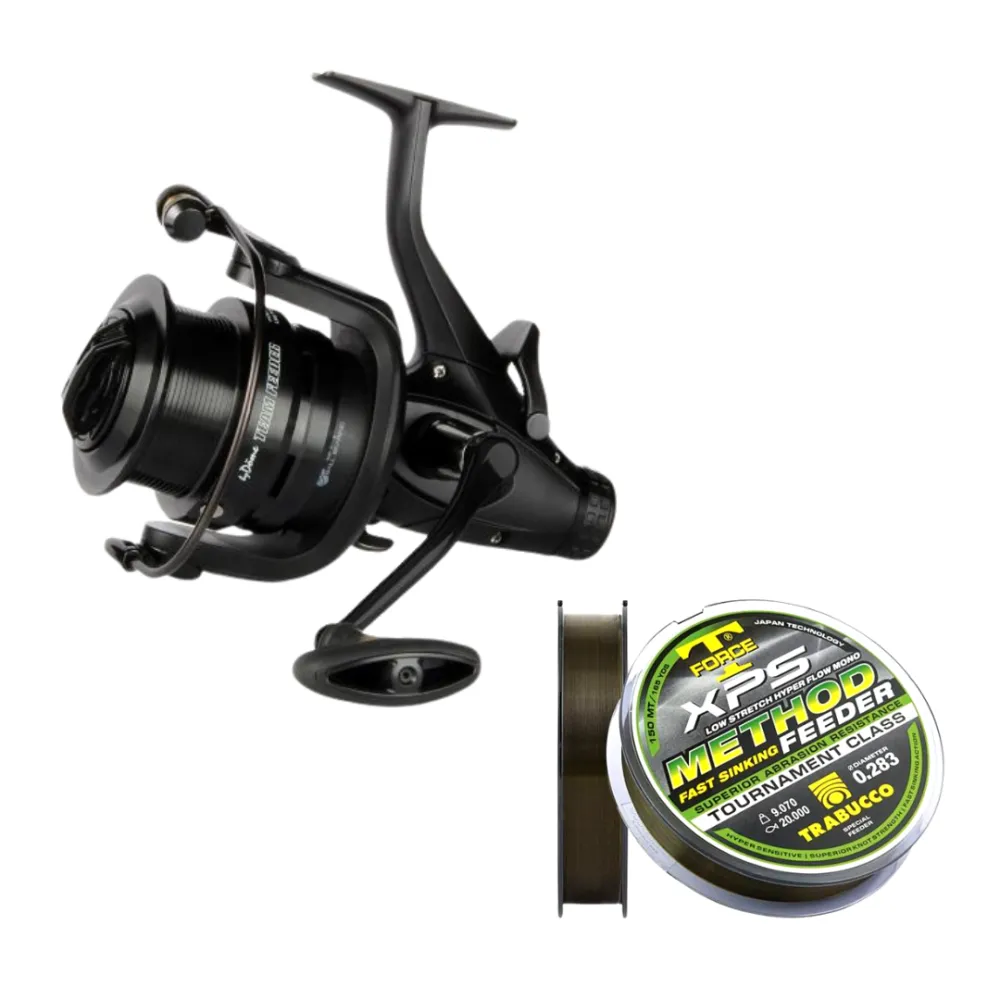 by Döme TEAM FEEDER
T
FORCE®
JAPAN TECHNOLOGY
150 MT/165 YDS
XPS
LOW STRETCH HYPER FLOW MONO
METHOD
FAST SINKING FEEDER
SUPERIOR ABRASION RESISTANCE
TOURNAMENT CLASS
Ø DIAMETER
0.283
9.070
20.000
TRABUCCO
SPECIAL
FEEDER
HYPER SENSITIVE | SUPERIOR KNOT STRENGTH | FAST SINKING ACTION